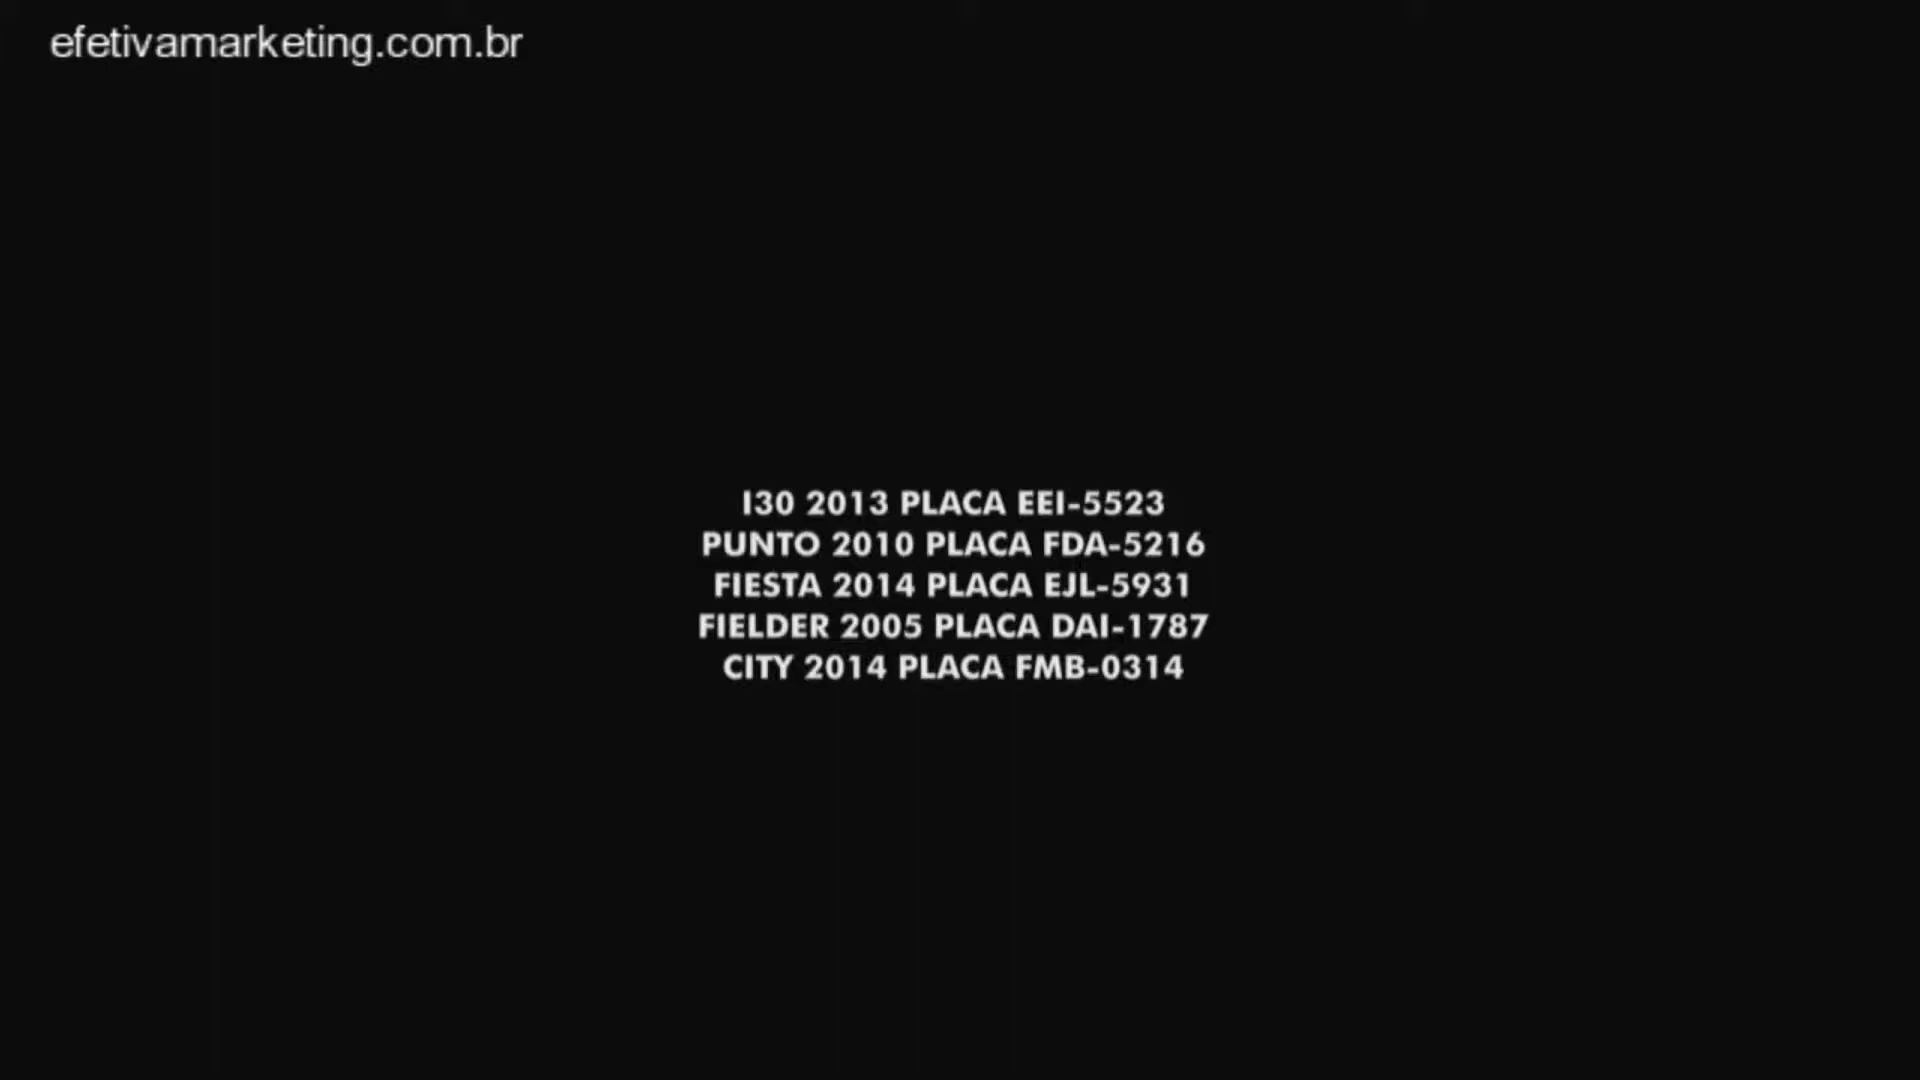 efetivamarketing.com.br
I30 2013 PLACA EEI-5523
PUNTO 2010 PLACA FDA-5216
FIESTA 2014 PLACA EJL-5931
FIELDER 2005 PLACA DAI-1787
CITY 2014 PLACA FMB-0314